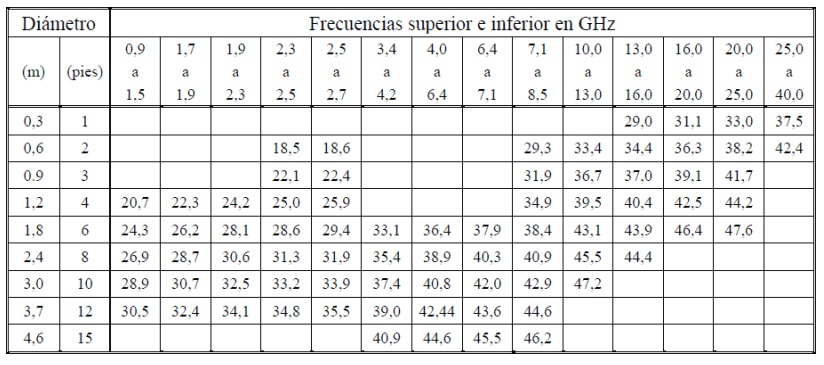 Diámetro Frecuencias superior e inferior en GHz
0,9 1,7 1,9 2,3 2,5 3,4 4,0 6,4 7,1 10,0 13,0 16,0 20,0 25,0
(m) (pies) a a a a a a a a a a a a a a
1,5 1,9 2,3 2,5 2,7 4,2 6,4 7,1 8,5 13,0 16,0 20,0 25,0 40,0
0,3 1 29,0 31,1 33,0 37,5
0,6 2 18,5 18,6 29,3 33,4 34,4 36,3 38,2 42,4
0.9 3 22,1 22,4 31,9 36,7 37,0 39,1 41,7
1,2 4 20,7 22,3 24,2 25,0 25,9 34,9 39,5 40,4 42,5 44,2
1,8 6 24,3 26,2 28,1 28,6 29,4 33,1 36,4 37,9 38,4 43,1 43,9 46,4 47,6
2,4 8 26,9 28,7 30,6 31,3 31,9 35,4 38,9 40,3 40,9 45,5 44,4
3,0 10 28,9 30,7 32,5 33,2 33,9 37,4 40,8 42,0 42,9 47,2
3,7 12 30,5 32,4 34,1 34,8 35,5 39,0 42,44 43,6 44,6
4,6 15 40,9 44,6 45,5 46,2